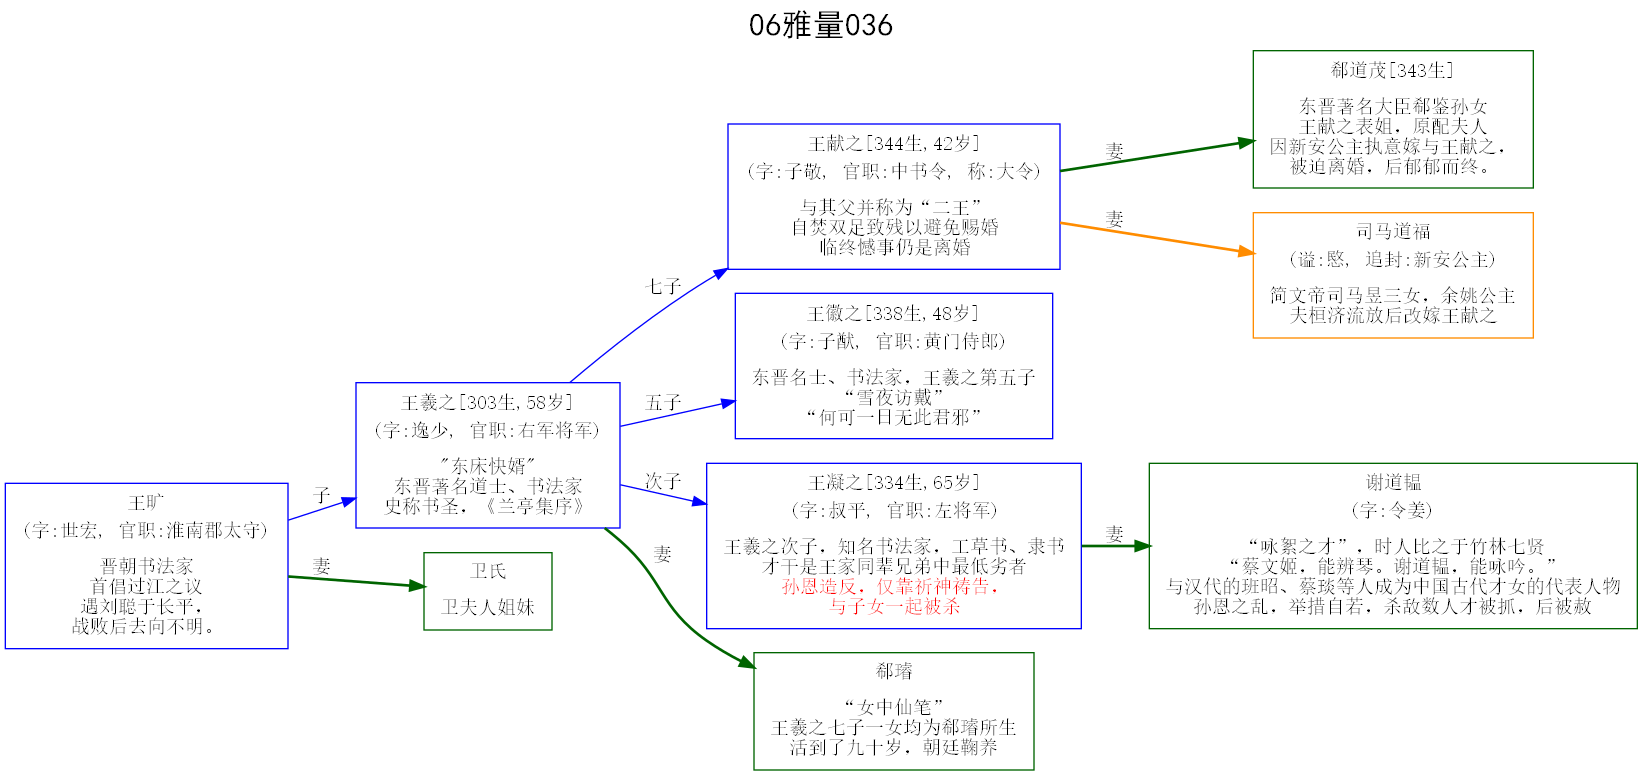 06雅量036
王旷
(字:世宏, 官职:淮南郡太守)
晋朝书法家
首倡过江之议
遇刘聪于长平，
战败后去向不明。
子
妻
王羲之[303生,58岁]
(字:逸少, 官职:右军将军)
"东床快婿"
东晋著名道士、书法家
史称书圣，《兰亭集序》
卫氏
卫夫人姐妹
七子
五子
次子
妻
王献之[344生,42岁]
(字:子敬, 官职:中书令, 称:大令)
与其父并称为“二王”
自焚双足致残以避免赐婚
临终憾事仍是离婚
王徽之[338生,48岁]
(字:子猷, 官职:黄门侍郎)
东晋名士、书法家，王羲之第五子
“雪夜访戴”
“何可一日无此君邪”
王凝之[334生,65岁]
(字:叔平, 官职:左将军)
王羲之次子，知名书法家，工草书、隶书
才干是王家同辈兄弟中最低劣者
孙恩造反，仅靠祈神祷告，
与子女一起被杀
郗璿
“女中仙笔”
王羲之七子一女均为郗璿所生
活到了九十岁，朝廷鞠养
妻
妻
妻
郗道茂[343生]
东晋著名大臣郗鉴孙女
王献之表姐，原配夫人
因新安公主执意嫁与王献之，
被迫离婚，后郁郁而终。
司马道福
(谥:愍, 追封:新安公主)
简文帝司马昱三女，余姚公主
夫桓济流放后改嫁王献之
谢道韫
(字:令姜)
“咏絮之才”，时人比之于竹林七贤
“蔡文姬，能辨琴。谢道韫，能咏吟。”
与汉代的班昭、蔡琰等人成为中国古代才女的代表人物
孙恩之乱，举措自若，杀敌数人才被抓，后被赦